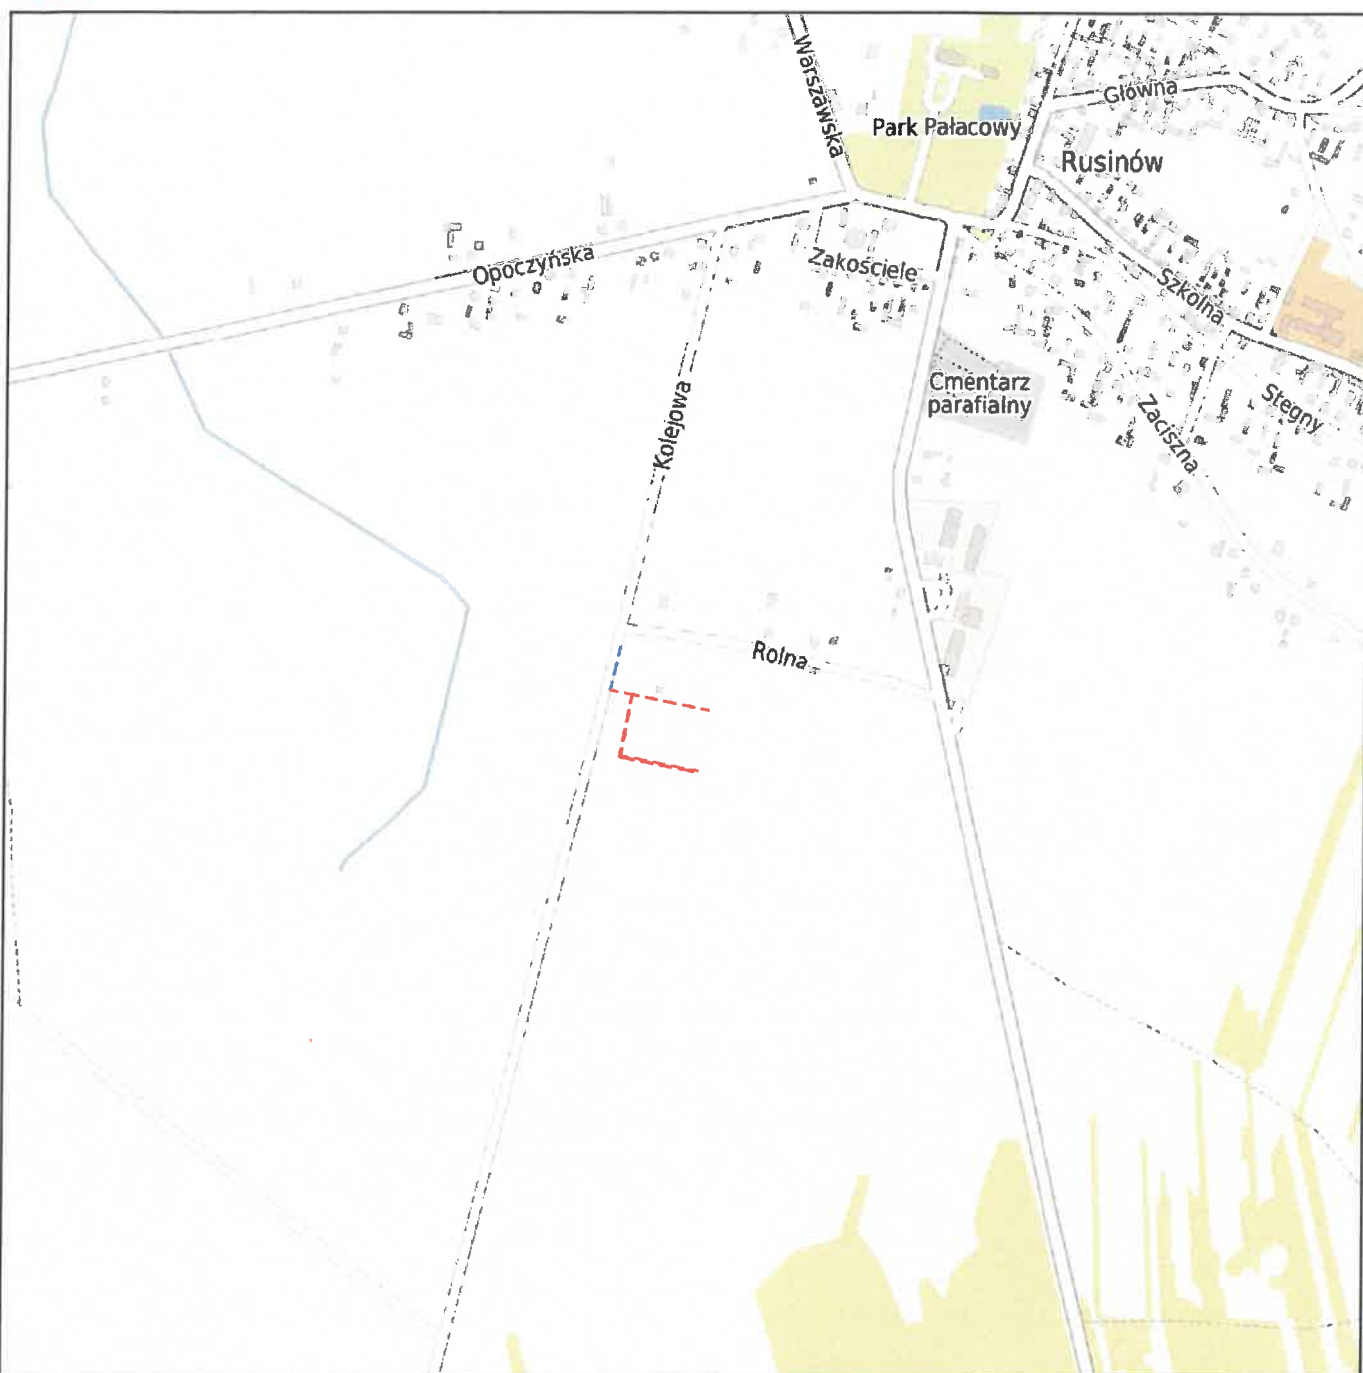 Warszawska
Główna
Park Pałacowy
Rusinów
Opoczyńska
Zakościele
Szkolna
Cmentarz
parafialny
Stegny
Kolejowa
Zaciszna
Rolna